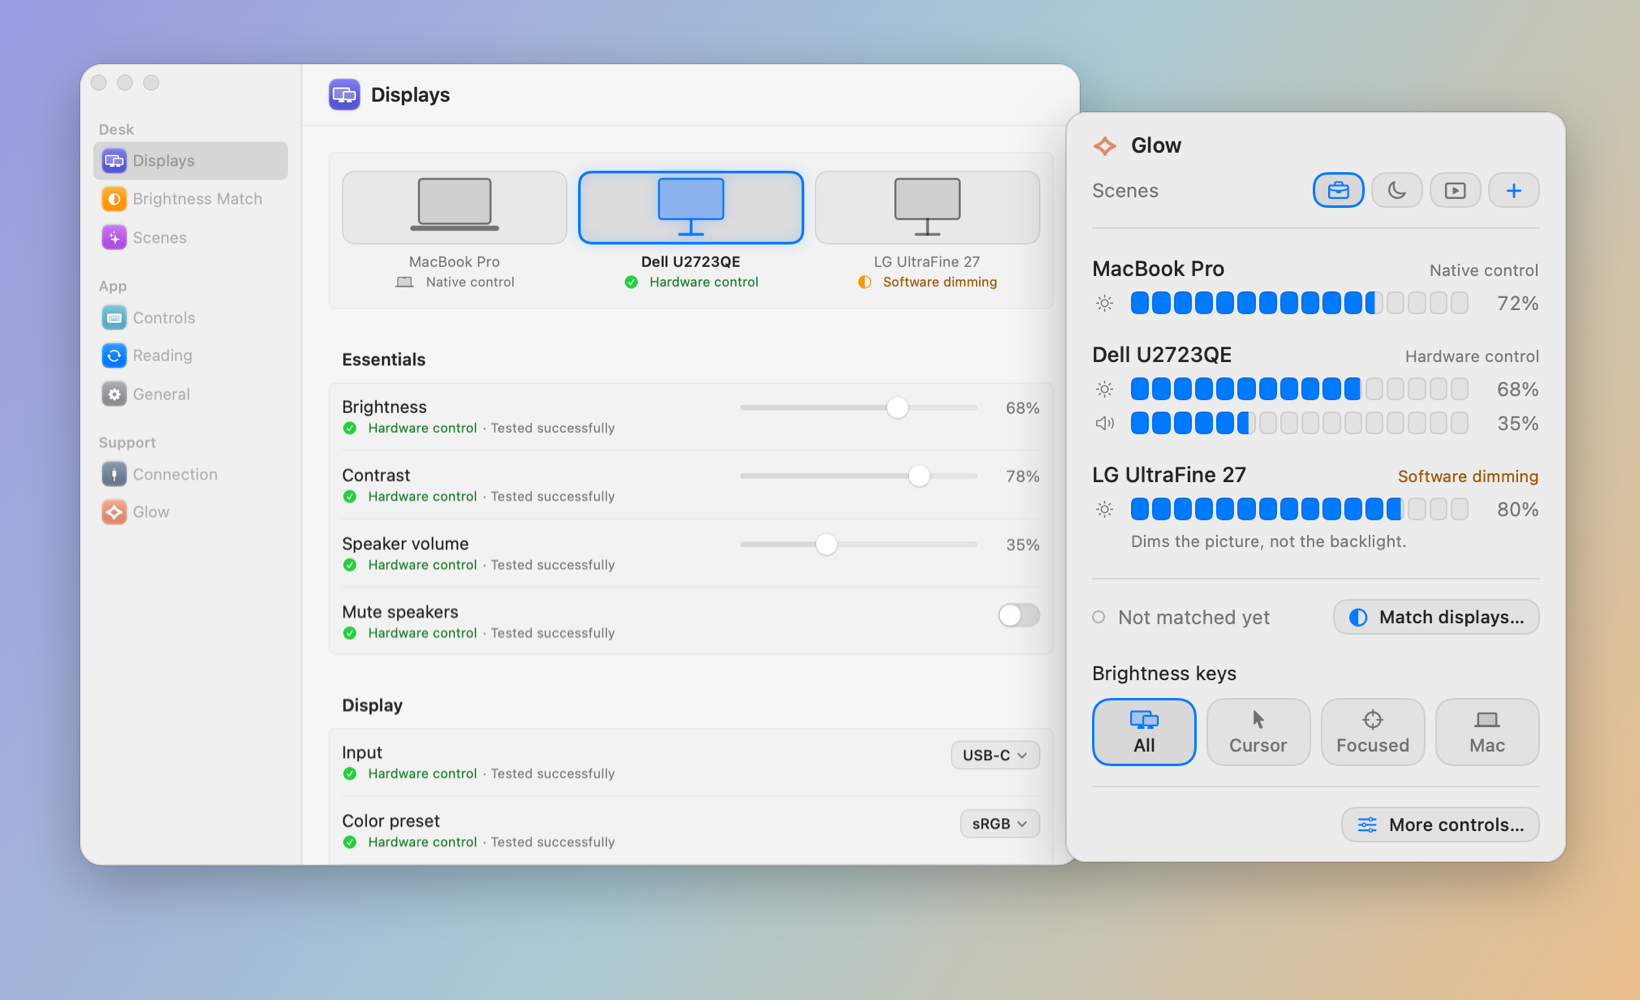 Desk
Displays
Brightness Match
Scenes
App
Controls
Reading
General
Support
Connection
Glow
Displays
MacBook Pro
Native control
Dell U2723QE
Hardware control
LG UltraFine 27
Software dimming
Essentials
Brightness
68%
Hardware control · Tested successfully
Contrast
78%
Hardware control · Tested successfully
Speaker volume
35%
Hardware control · Tested successfully
Mute speakers
Hardware control · Tested successfully
Display
Input
USB-C
Hardware control · Tested successfully
Color preset
sRGB
Hardware control · Tested successfully
Glow
Scenes
MacBook Pro
Native control
72%
Dell U2723QE
Hardware control
68%
35%
LG UltraFine 27
Software dimming
80%
Dims the picture, not the backlight.
Not matched yet
Match displays...
Brightness keys
All
Cursor
Focused
Mac
More controls...